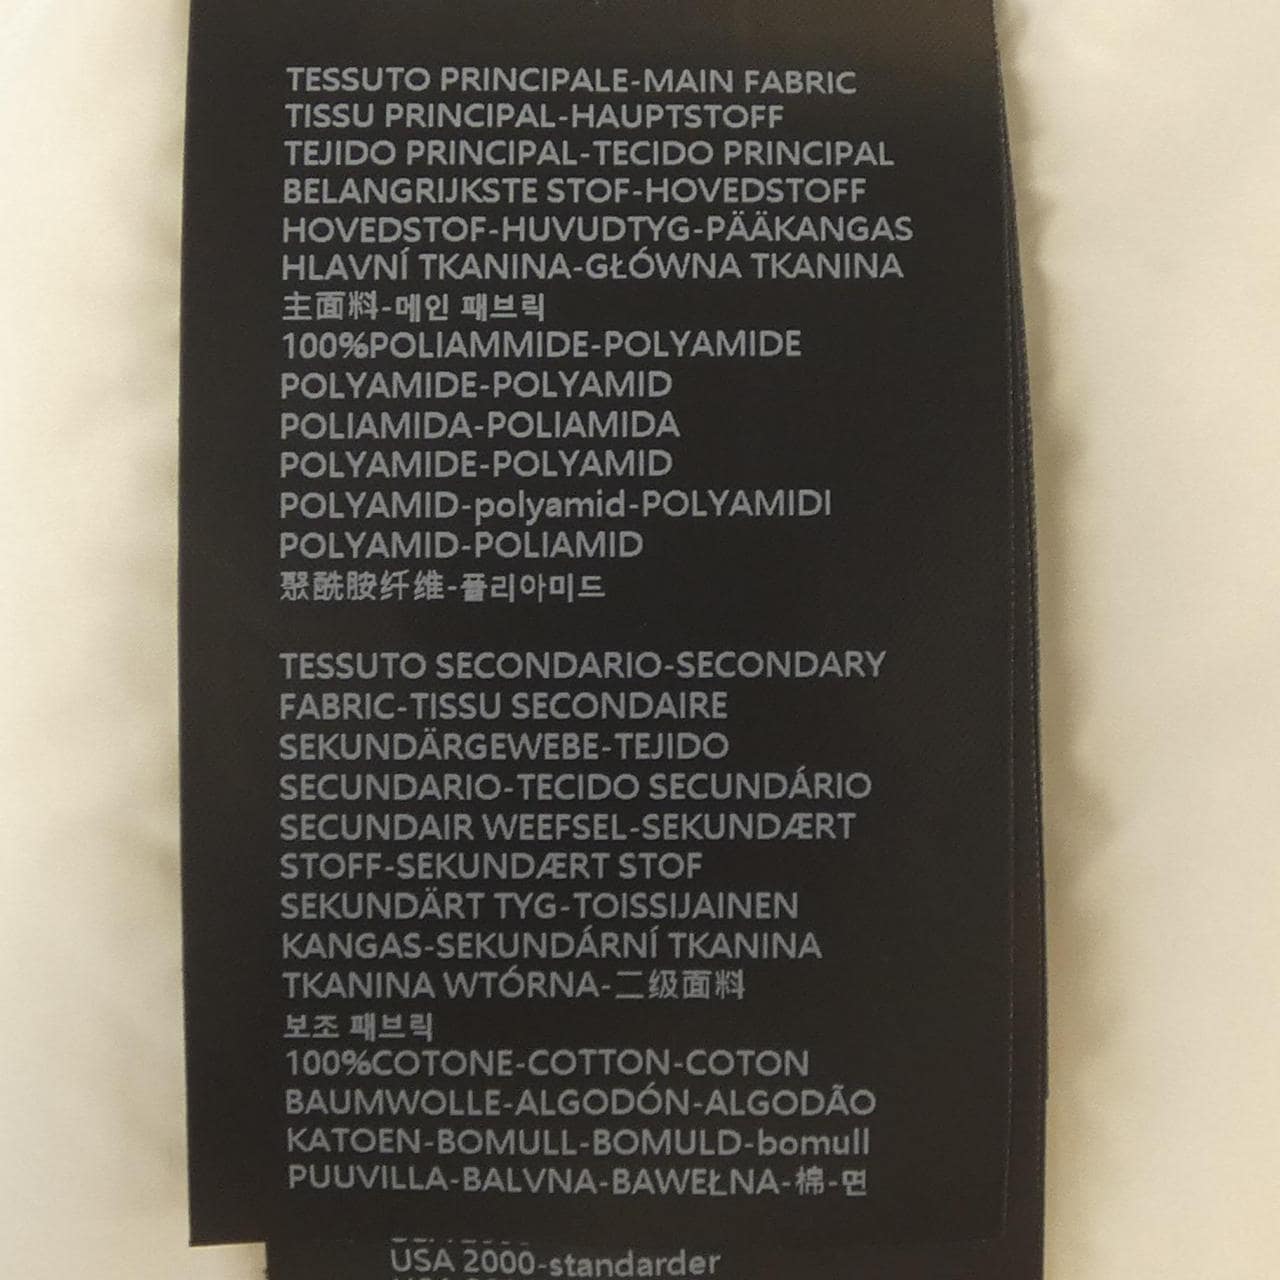 TESSUTO PRINCIPALE-MAIN FABRIC
TISSU PRINCIPAL-HAUPTSTOFF
TEJIDO PRINCIPAL-TECIDO PRINCIPAL
BELANGRIJKSTE STOF-HOVEDSTOFF
HOVEDSTOF-HUVUDTYG-PÄÄKANGAS
HLAVNÍ TKANINA-GŁÓWNA TKANINA
主面料-메인 패브릭
100%POLIAMMIDE-POLYAMIDE
POLYAMIDE-POLYAMID
POLIAMIDA-POLIAMIDA
POLYAMIDE-POLYAMID
POLYAMID-polyamid-POLYAMIDI
POLYAMID-POLIAMID
聚酰胺纤维-폴리아미드
TESSUTO SECONDARIO-SECONDARY
FABRIC-TISSU SECONDAIRE
SEKUNDÄRGEWEBE-TEJIDO
SECUNDARIO-TECIDO SECUNDÁRIO
SECUNDAIR WEEFSEL-SEKUNDÆRT
STOFF-SEKUNDÆRT STOF
SEKUNDÄRT TYG-TOISSIJAINEN
KANGAS-SEKUNDÁRNÍ TKANINA
TKANINA WTÓRNA-二级面料
보조 패브릭
100%COTONE-COTTON-COTON
BAUMWOLLE-ALGODÓN-ALGODÃO
KATOEN-BOMULL-BOMULD-bomull
PUUVILLA-BALVNA-BAWEŁNA-棉-면
USA 2000-standarder